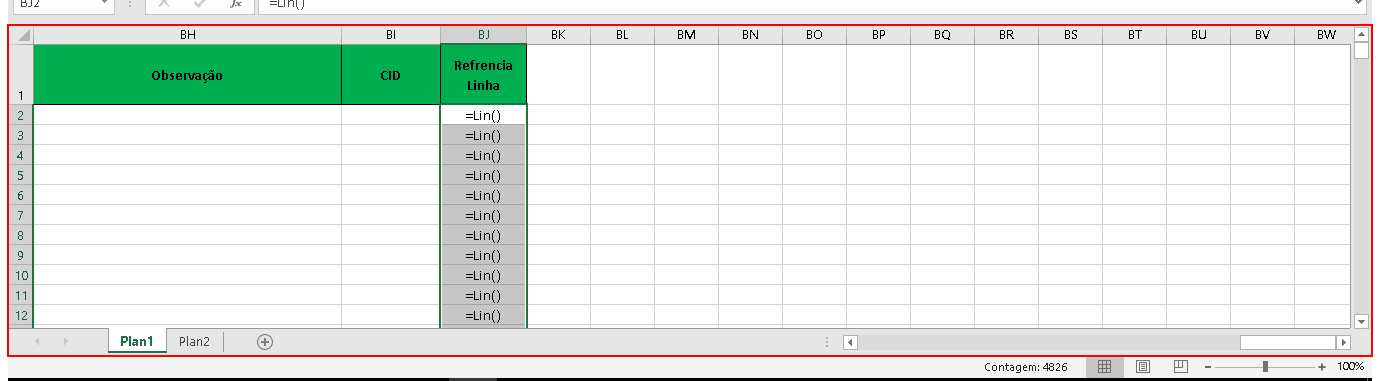 BJ2 =Lin()
BH BI BJ BK BL BM BN BO BP BQ BR BS BT BU BV BW
1 Observação CID Refrencia
Linha
2 =Lin()
3 =Lin()
4 =Lin()
5 =Lin()
6 =Lin()
7 =Lin()
8 =Lin()
9 =Lin()
10 =Lin()
11 =Lin()
12 =Lin()
Plan1 Plan2
Contagem: 4826 100%